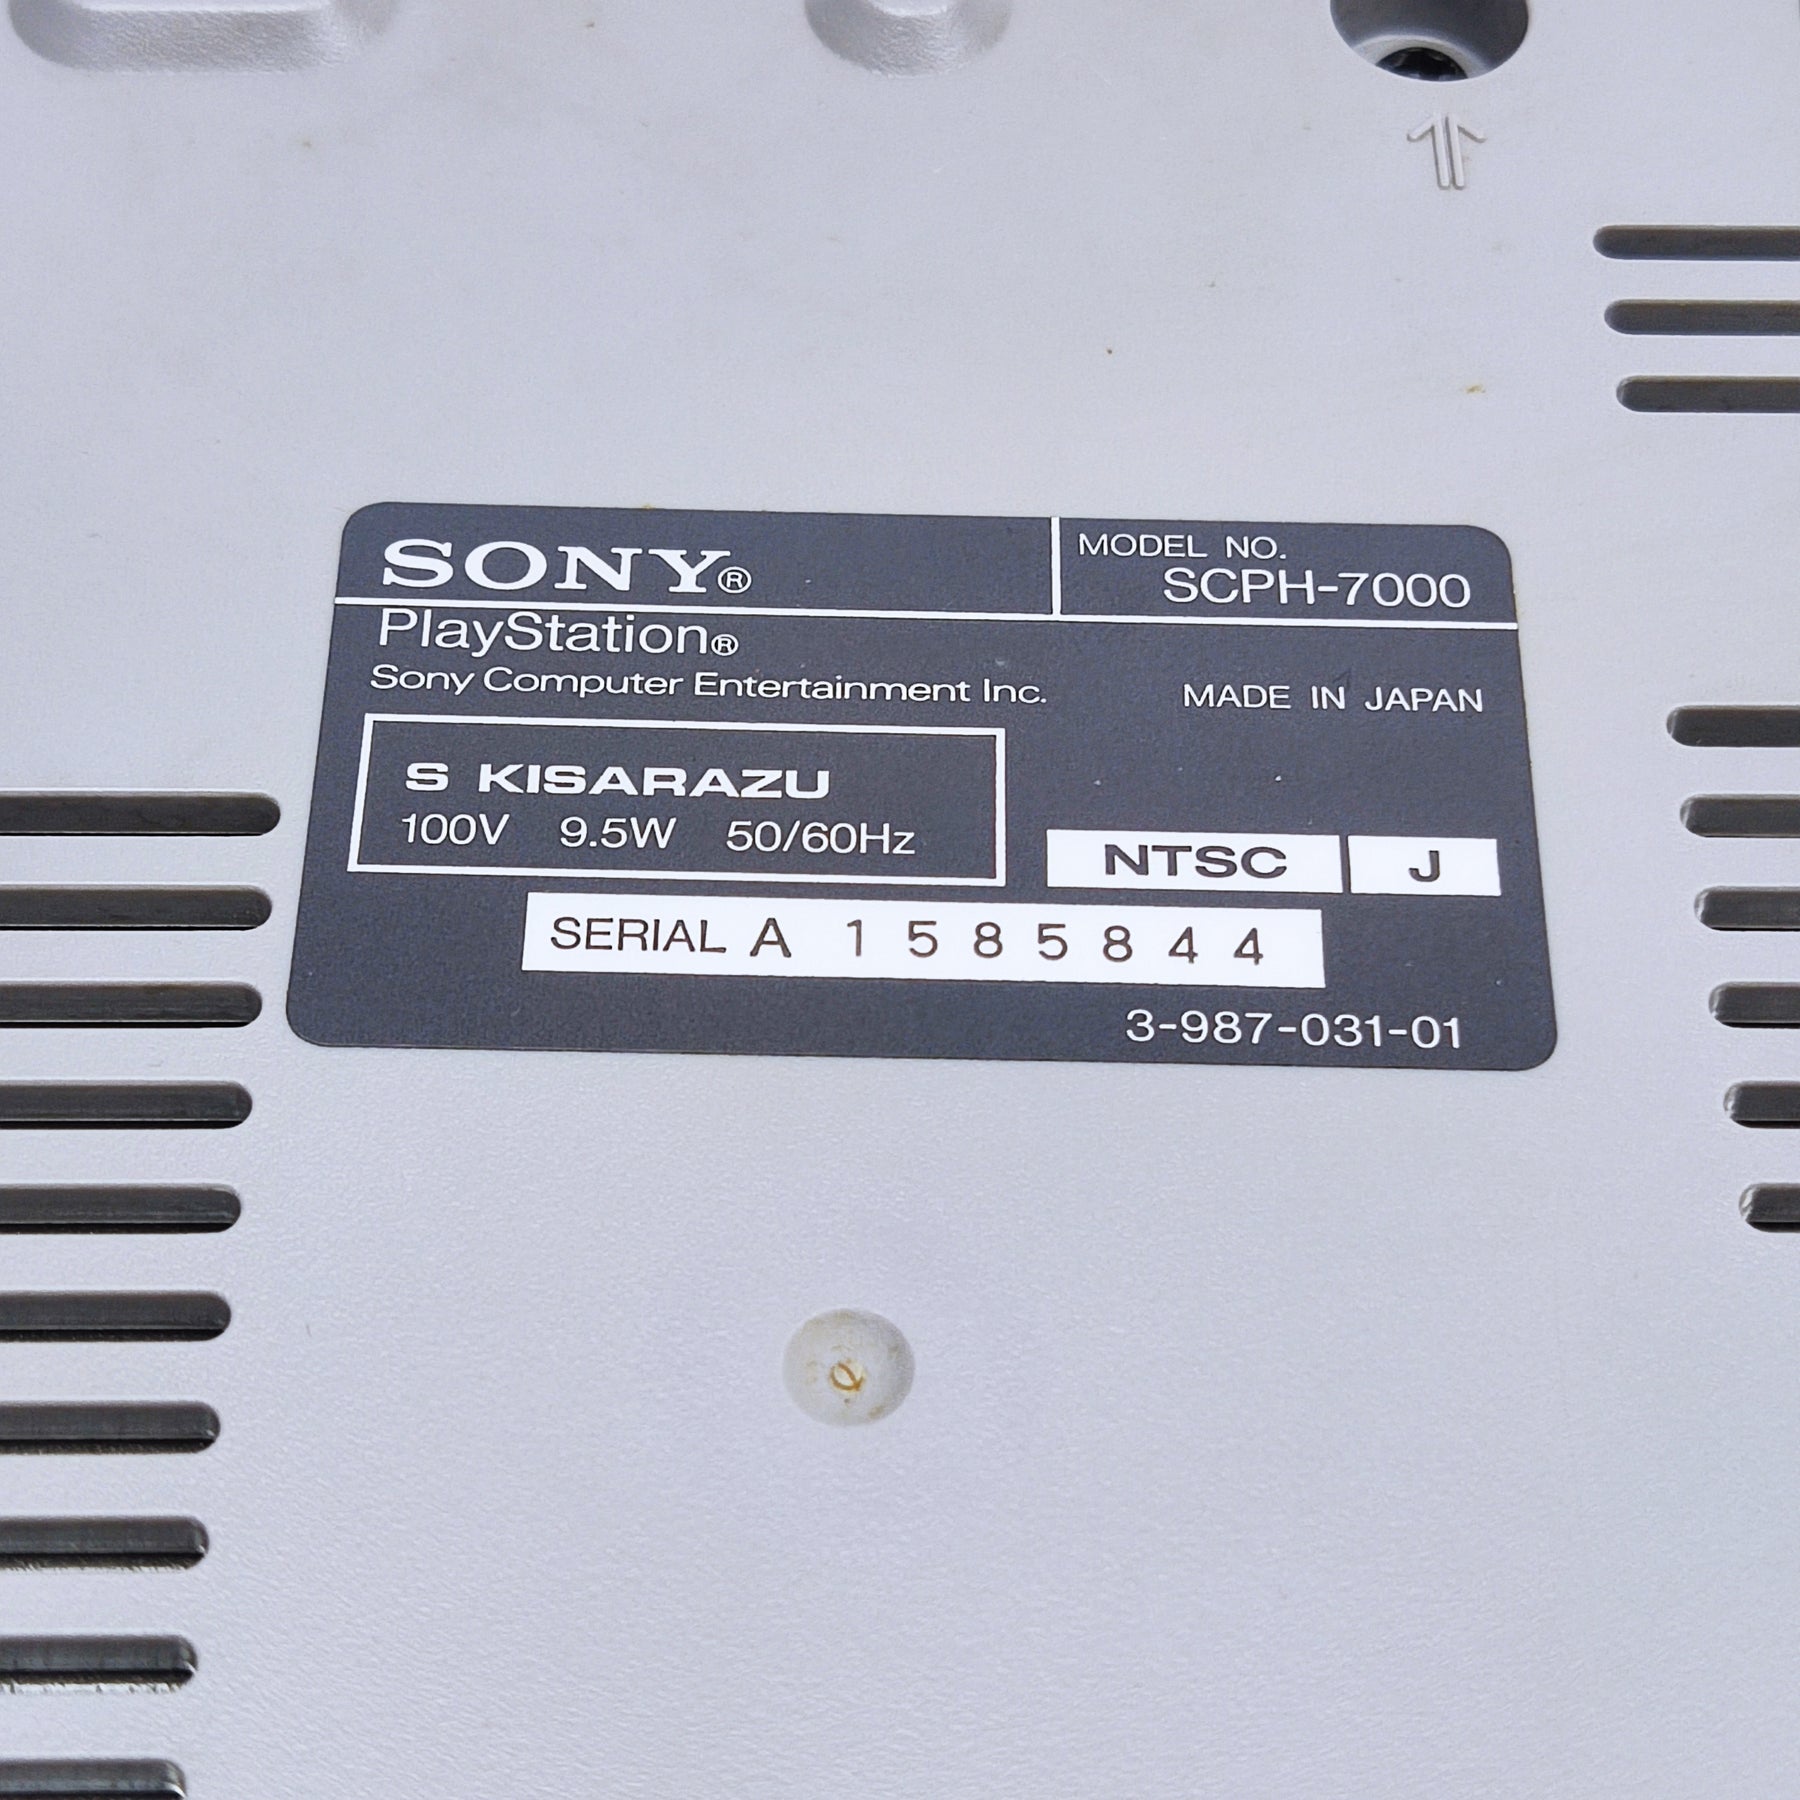 SONY®
MODEL NO.
SCPH-7000
PlayStation®
Sony Computer Entertainment Inc.
MADE IN JAPAN
S KISARAZU
100V 9.5W 50/60Hz
NTSC J
SERIAL A 1585844
3-987-031-01